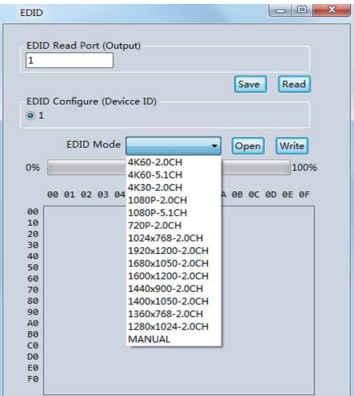 EDID
EDID Read Port (Output)
1
Save Read
EDID Configure (Devicce ID)
1
EDID Mode Open Write
0% 100%
4K60-2.0CH
4K60-5.1CH
4K30-2.0CH
1080P-2.0CH
1080P-5.1CH
720P-2.0CH
1024x768-2.0CH
1920x1200-2.0CH
1680x1050-2.0CH
1600x1200-2.0CH
1440x900-2.0CH
1400x1050-2.0CH
1360x768-2.0CH
1280x1024-2.0CH
MANUAL
00 01 02 03 04 0B 0C 0D 0E 0F
00
10
20
30
40
50
60
70
80
90
A0
B0
C0
D0
E0
F0